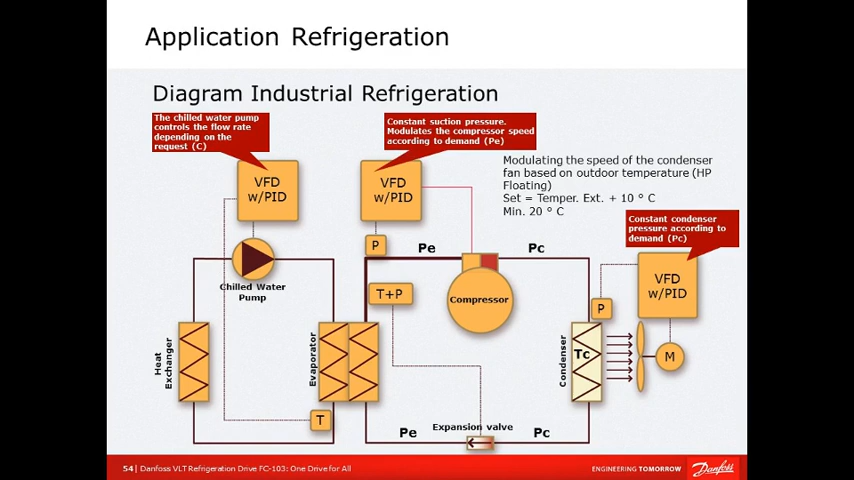 Application Refrigeration
Diagram Industrial Refrigeration
The chilled water pump
controls the flow rate
depending on the
request (C)
Constant suction pressure.
Modulates the compressor speed
according to demand (Pe)
Modulating the speed of the condenser
fan based on outdoor temperature (HP
Floating)
Set = Temper. Ext. + 10 ° C
Min. 20 ° C
Constant condenser
pressure according to
demand (Pc)
VFD
w/PID
VFD
w/PID
VFD
w/PID
P
Pe
Pc
Chilled Water
Pump
T+P
Compressor
P
Heat
Exchanger
Evaporator
Condenser
Tc
M
T
Pe
Expansion valve
Pc
54| Danfoss VLT Refrigeration Drive FC-103: One Drive for All
ENGINEERING TOMORROW
Danfoss